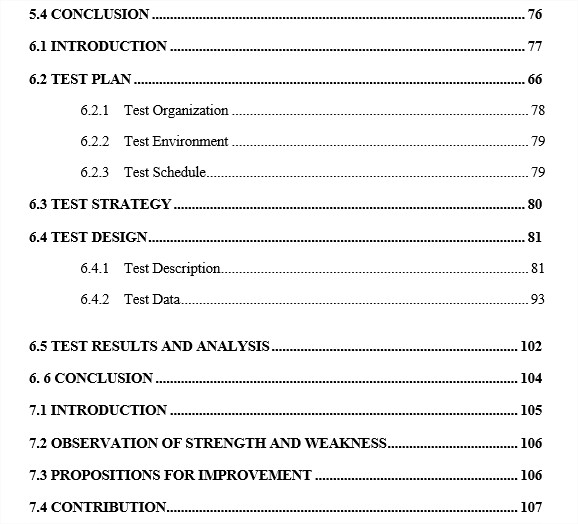 5.4 CONCLUSION ........ 76
6.1 INTRODUCTION ........ 77
6.2 TEST PLAN ........ 66
6.2.1 Test Organization ........ 78
6.2.2 Test Environment ........ 79
6.2.3 Test Schedule ........ 79
6.3 TEST STRATEGY ........ 80
6.4 TEST DESIGN ........ 81
6.4.1 Test Description ........ 81
6.4.2 Test Data ........ 93
6.5 TEST RESULTS AND ANALYSIS ........ 102
6. 6 CONCLUSION ........ 104
7.1 INTRODUCTION ........ 105
7.2 OBSERVATION OF STRENGTH AND WEAKNESS ........ 106
7.3 PROPOSITIONS FOR IMPROVEMENT ........ 106
7.4 CONTRIBUTION ........ 107